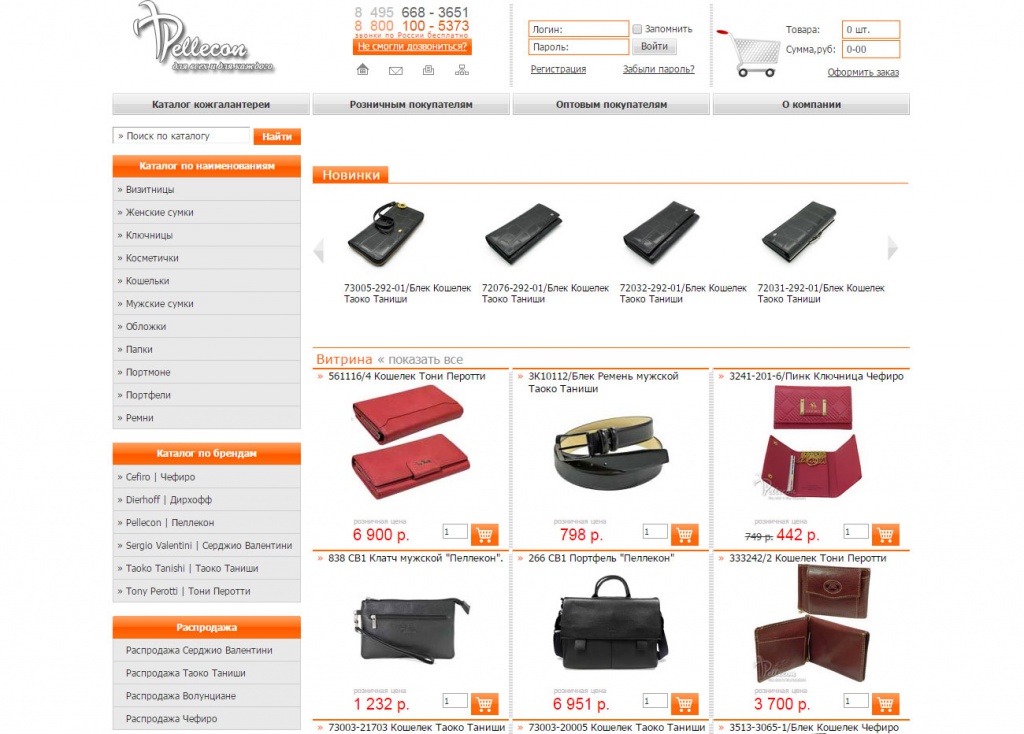 Pellecon
для всех и для каждого
8 495 668 - 3651
8 800 100 - 5373
звонки по России бесплатно
Не смогли дозвониться?
Логин:
Запомнить
Пароль:
Войти
Регистрация
Забыли пароль?
Товара:
0 шт.
Сумма,руб:
0-00
Оформить заказ
Каталог кожгалантереи
Розничным покупателям
Оптовым покупателям
О компании
» Поиск по каталогу
Найти
Каталог по наименованиям
» Визитницы
» Женские сумки
» Ключницы
» Косметички
» Кошельки
» Мужские сумки
» Обложки
» Папки
» Портмоне
» Портфели
» Ремни
Каталог по брендам
» Cefiro | Чефиро
» Dierhoff | Дирхофф
» Pellecon | Пеллекон
» Sergio Valentini | Серджио Валентини
» Taoko Tanishi | Таоко Таниши
» Tony Perotti | Тони Перотти
Распродажа
Распродажа Серджио Валентини
Распродажа Таоко Таниши
Распродажа Волунциане
Распродажа Чефиро
Новинки
73005-292-01/Блек Кошелек
Таоко Таниши
72076-292-01/Блек Кошелек
Таоко Таниши
72032-292-01/Блек Кошелек
Таоко Таниши
72031-292-01/Блек Кошелек
Таоко Таниши
Витрина « показать все
» 561116/4 Кошелек Тони Перотти
розничная цена
6 900 р.
1
» 3К10112/Блек Ремень мужской
Таоко Таниши
розничная цена
798 р.
1
» 3241-201-6/Пинк Ключница Чефиро
Pellecon
розничная цена
749 р. 442 р.
1
» 838 СВ1 Клатч мужской "Пеллекон".
розничная цена
1 232 р.
1
» 266 СВ1 Портфель "Пеллекон"
розничная цена
6 951 р.
1
» 333242/2 Кошелек Тони Перотти
Pellecon
розничная цена
3 700 р.
1
» 73003-21703 Кошелек Таоко Таниши
» 73003-20005 Кошелек Таоко Таниши
» 3513-3065-1/Блек Кошелек Чефиро